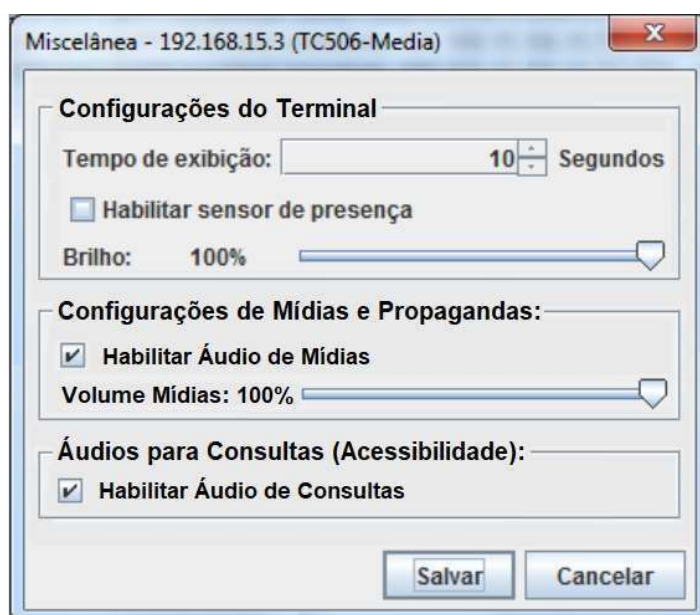 Miscelânea - 192.168.15.3 (TC506-Media)
Configurações do Terminal
Tempo de exibição: 10 Segundos
Habilitar sensor de presença
Brilho: 100%
Configurações de Mídias e Propagandas:
Habilitar Áudio de Mídias
Volume Mídias: 100%
Áudios para Consultas (Acessibilidade):
Habilitar Áudio de Consultas
Salvar Cancelar